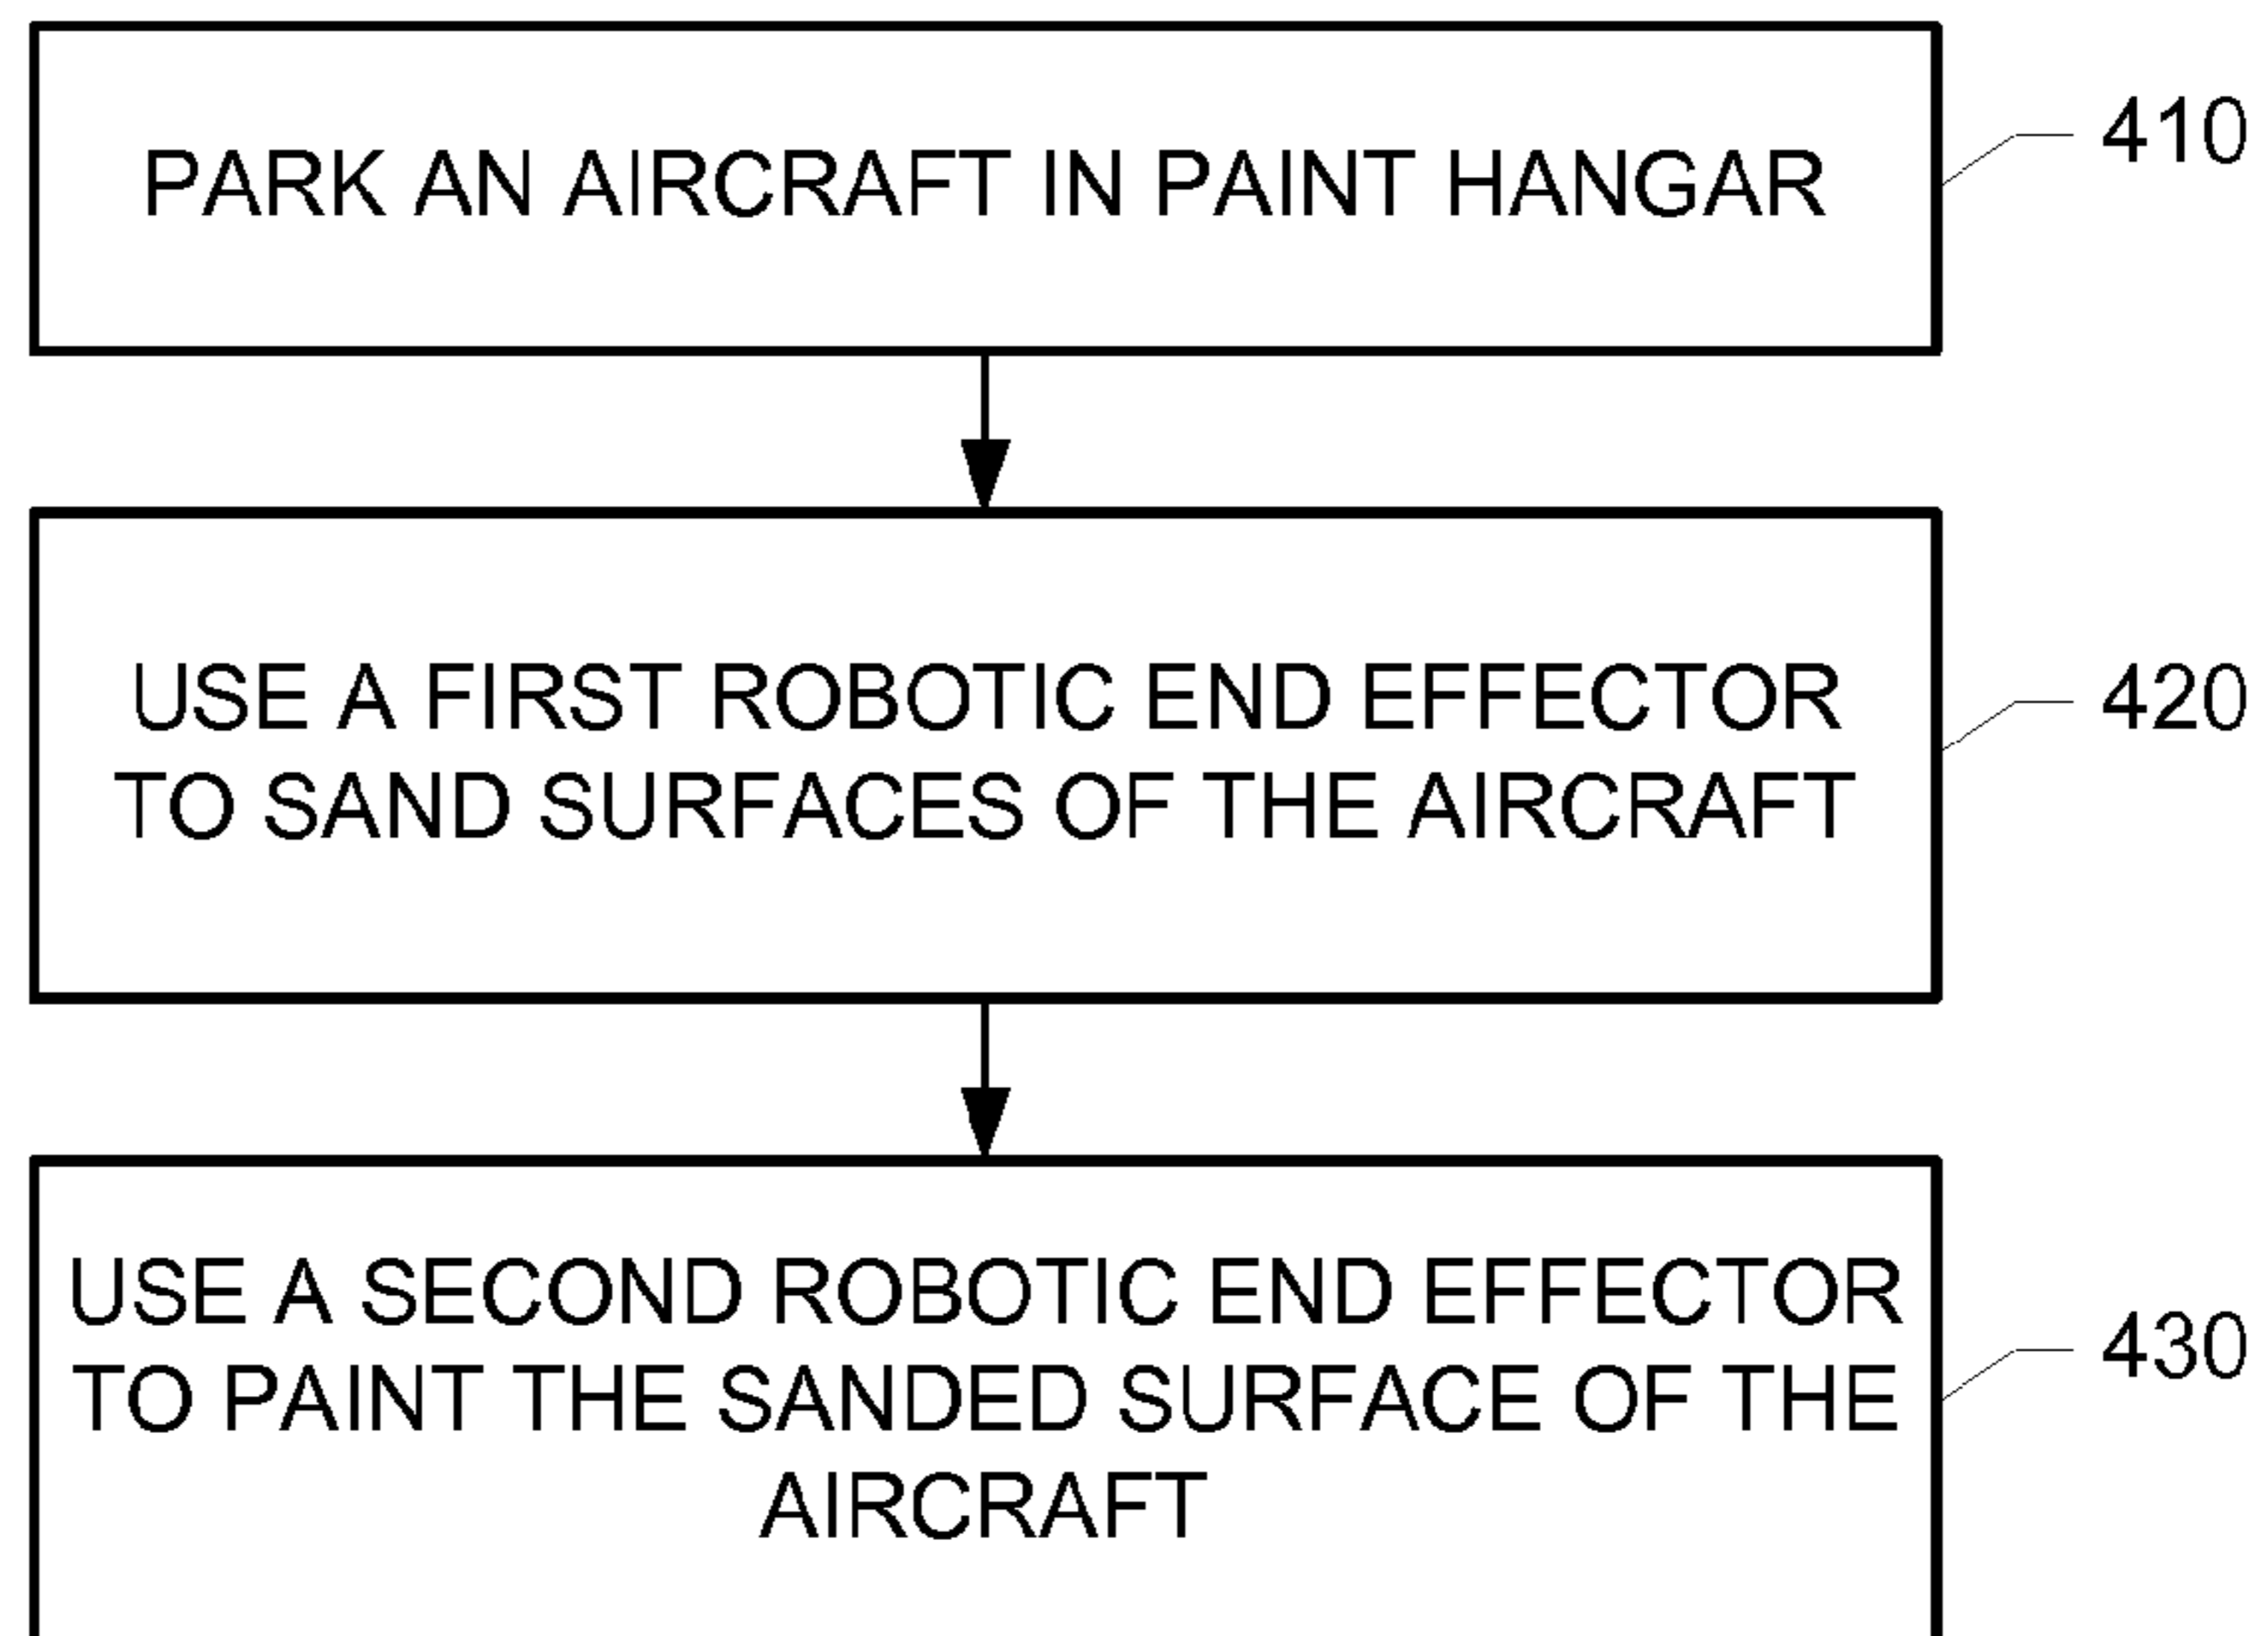 PARK AN AIRCRAFT IN PAINT HANGAR
410
USE A FIRST ROBOTIC END EFFECTOR
TO SAND SURFACES OF THE AIRCRAFT
420
USE A SECOND ROBOTIC END EFFECTOR
TO PAINT THE SANDED SURFACE OF THE
AIRCRAFT
430